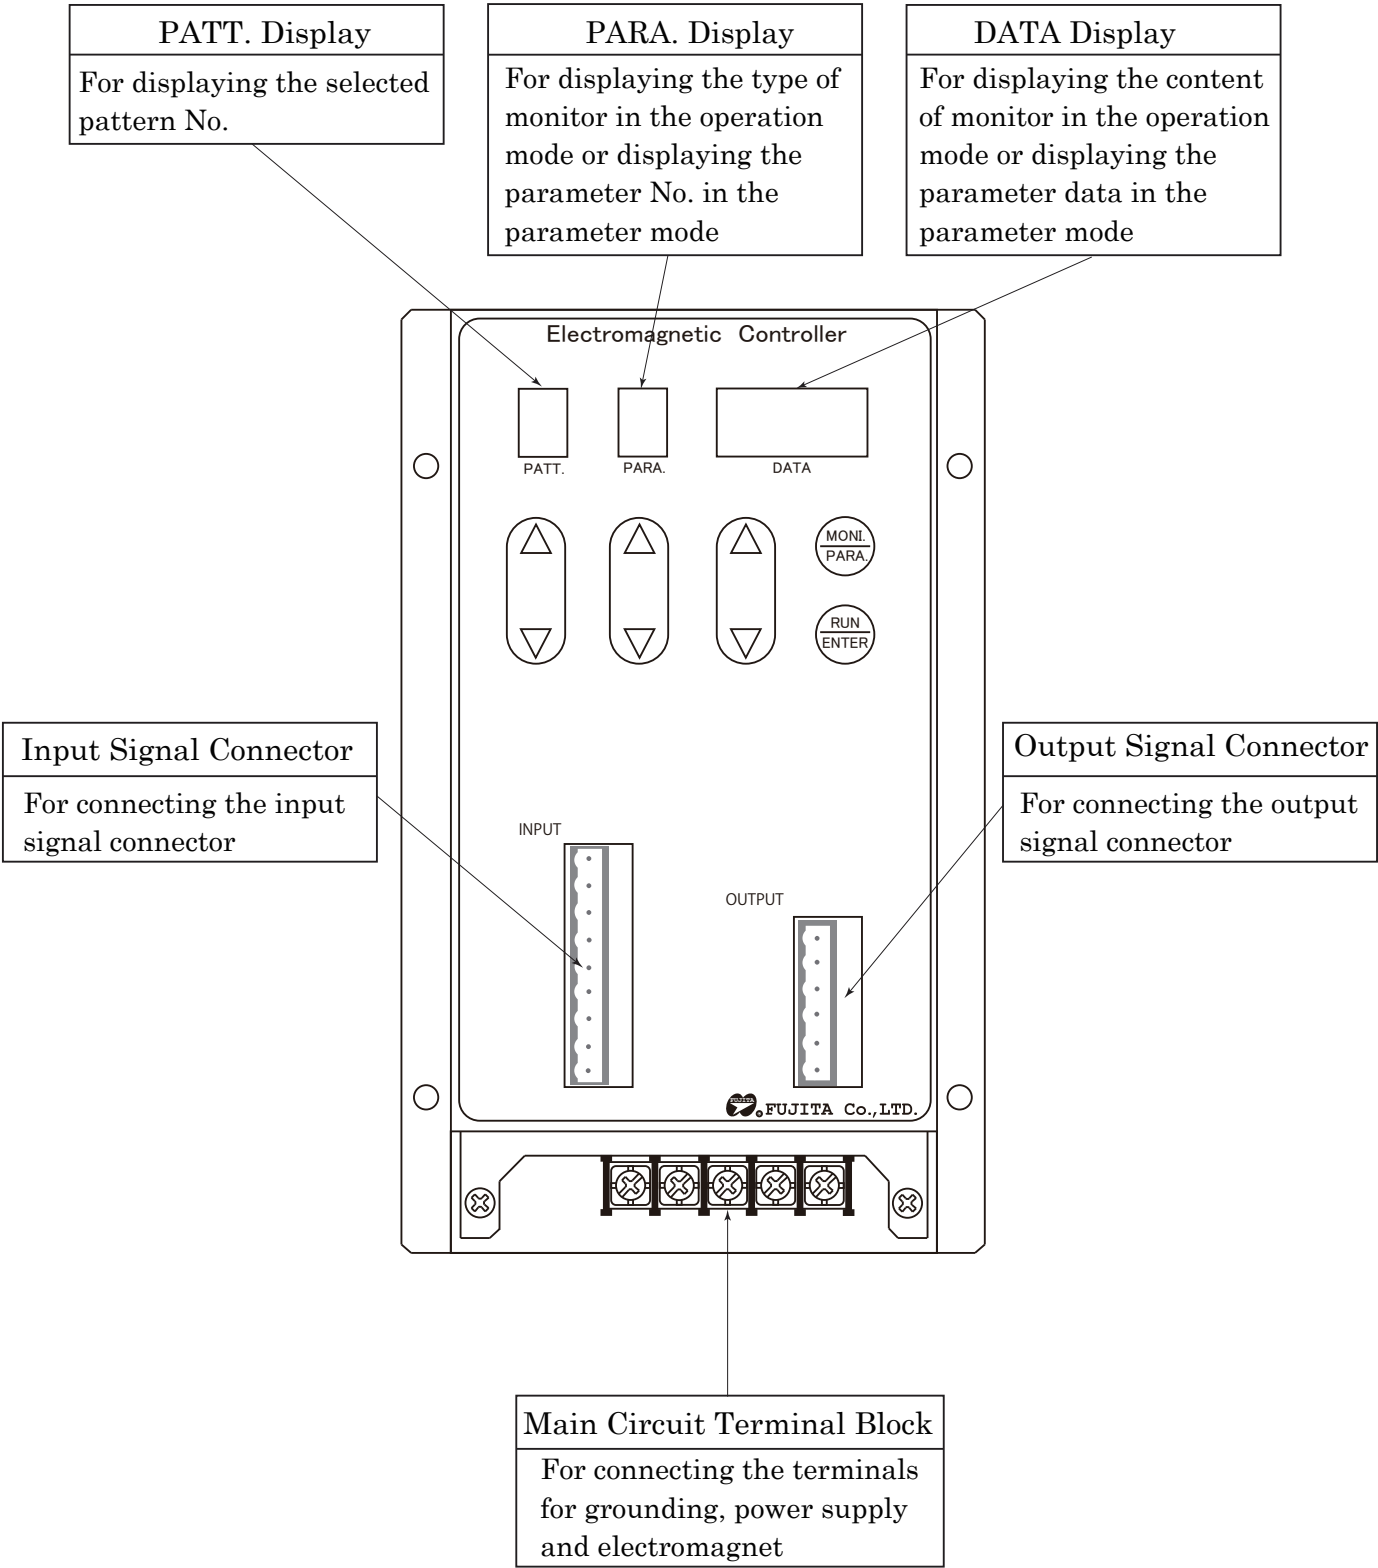 PATT. Display
For displaying the selected
pattern No.
PARA. Display
For displaying the type of
monitor in the operation
mode or displaying the
parameter No. in the
parameter mode
DATA Display
For displaying the content
of monitor in the operation
mode or displaying the
parameter data in the
parameter mode
Electromagnetic Controller
PATT.
PARA.
DATA
MONI.
PARA.
RUN
ENTER
Input Signal Connector
For connecting the input
signal connector
Output Signal Connector
For connecting the output
signal connector
INPUT
OUTPUT
FUJITA
.FUJITA Co.,LTD.
Main Circuit Terminal Block
For connecting the terminals
for grounding, power supply
and electromagnet